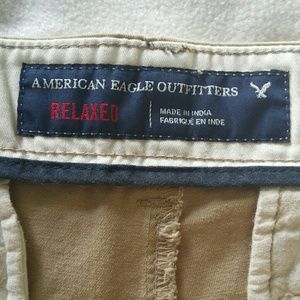 AMERICAN EAGLE OUTFITTERS
RELAXED
MADE IN INDIA
FABRIQUÉ EN INDE